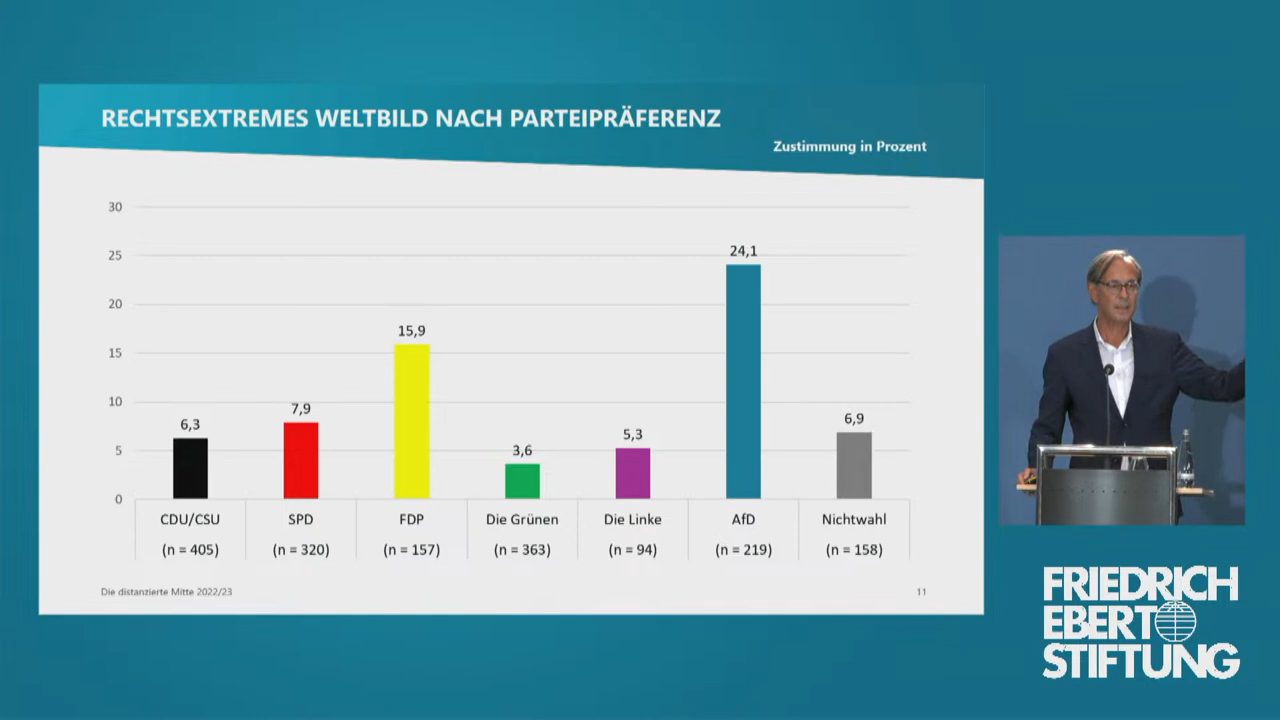 RECHTSEXTREMES WELTBILD NACH PARTEIPRÄFERENZ
Zustimmung in Prozent
30
25
20
15
10
5
0
6,3
7,9
15,9
3,6
5,3
24,1
6,9
CDU/CSU SPD FDP Die Grünen Die Linke AfD Nichtwahl
(n = 405) (n = 320) (n = 157) (n = 363) (n = 94) (n = 219) (n = 158)
Die distanzierte Mitte 2022/23 11
FRIEDRICH
EBERT
STIFTUNG